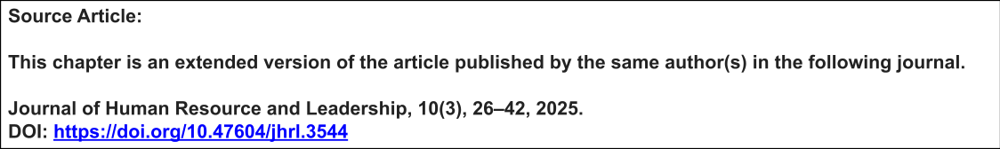 Source Article:
This chapter is an extended version of the article published by the same author(s) in the following journal.
Journal of Human Resource and Leadership, 10(3), 26–42, 2025.
DOI: https://doi.org/10.47604/jhrl.3544